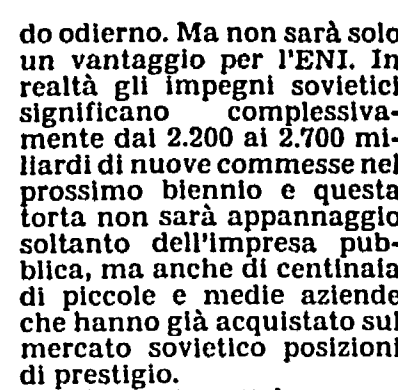 do odierno. Ma non sarà solo
un vantaggio per l'ENI. In
realtà gli impegni sovietici
significano complessiva-
mente dai 2.200 ai 2.700 mi-
liardi di nuove commesse nel
prossimo biennio e questa
torta non sarà appannaggio
soltanto dell'impresa pub-
blica, ma anche di centinaia
di piccole e medie aziende
che hanno già acquistato sul
mercato sovietico posizioni
di prestigio.